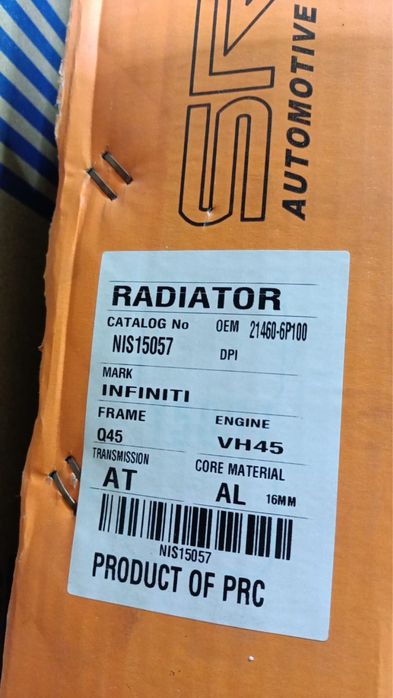 AUTOMOTIVE
RADIATOR
CATALOG No OEM 21460-6P100
NIS15057 DPI
MARK
INFINITI
FRAME ENGINE
Q45 VH45
TRANSMISSION CORE MATERIAL
AT AL 16MM
NIS15057
PRODUCT OF PRC